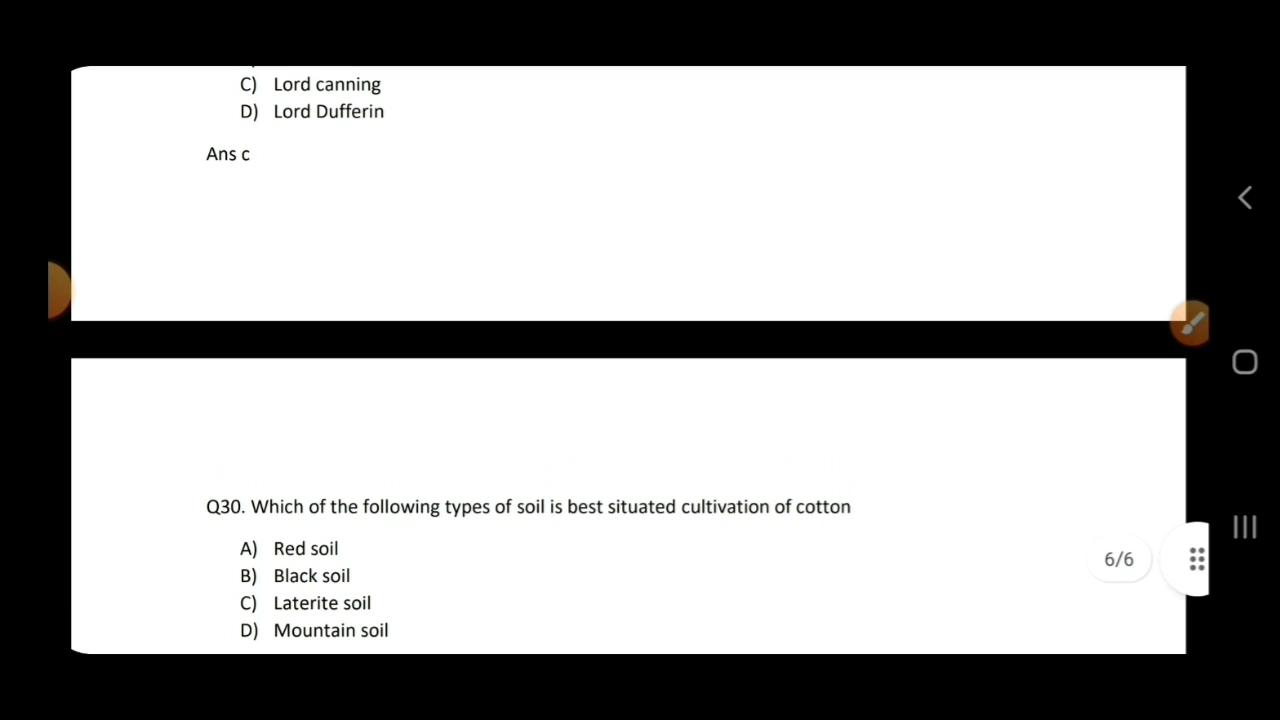 C) Lord canning
D) Lord Dufferin
Ans c
Q30. Which of the following types of soil is best situated cultivation of cotton
A) Red soil
B) Black soil
C) Laterite soil
D) Mountain soil
6/6